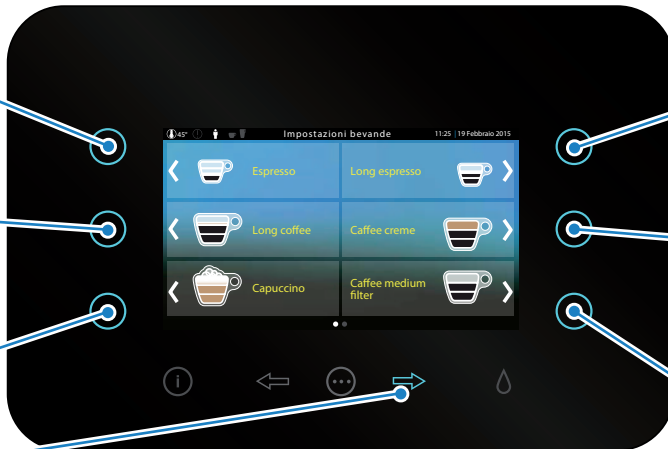 45° Impostazioni bevande 11:25 | 19 Febbraio 2015
Espresso
Long espresso
Long coffee
Caffee creme
Capuccino
Caffee medium
filter
i